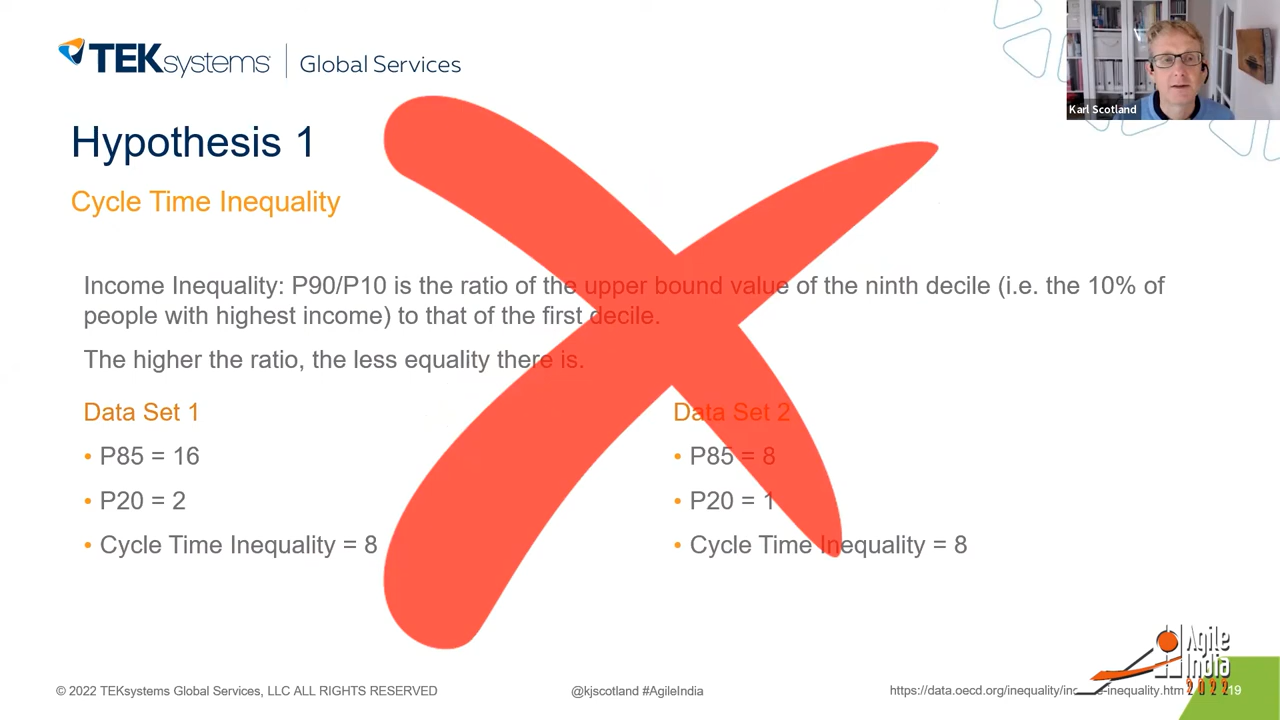 TEKsystems Global Services
Karl Scotland
Hypothesis 1
Cycle Time Inequality
Income Inequality: P90/P10 is the ratio of the upper bound value of the ninth decile (i.e. the 10% of
people with highest income) to that of the first decile.
The higher the ratio, the less equality there is.
Data Set 1
• P85 = 16
• P20 = 2
• Cycle Time Inequality = 8
Data Set 2
• P85 = 8
• P20 = 1
• Cycle Time Inequality = 8
Agile
India
2022
© 2022 TEKsystems Global Services, LLC ALL RIGHTS RESERVED
@kjscotland #AgileIndia
19